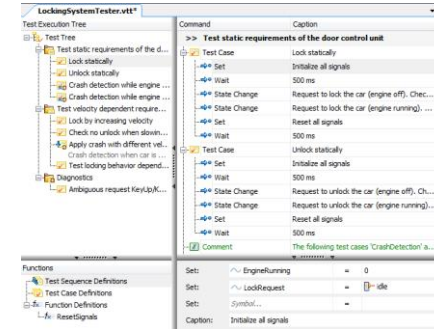 LockingSystemTester.vtt*
Test Execution Tree
Test Tree
Test static requirements of the d...
Lock statically
Unlock statically
Crash detection while engine ...
Crash detection while engine ...
Test velocity dependent require...
Lock by increasing velocity
Check no unlock when slowin...
Apply crash with different vel...
Crash detection when car is ...
Test locking behavior depend...
Diagnostics
Ambiguous request KeyUp/K...
Functions
Test Sequence Definitions
Test Case Definitions
Function Definitions
ResetSignals
Command Caption
>> Test static requirements of the door control unit
Test Case Lock statically
Set Initialize all signals
Wait 500 ms
State Change Request to lock the car (engine off). Chec...
State Change Request to lock the car (engine running). ...
Set Reset all signals
Wait 500 ms
Test Case Unlock statically
Set Initialize all signals
Wait 500 ms
State Change Request to unlock the car (engine off). Ch...
State Change Request to unlock the car (engine running)...
Set Reset all signals
Wait 500 ms
Comment The following test cases 'CrashDetection' a...
Set: EngineRunning = 0
Set: LockRequest = idle
Set: Symbol... =
Caption: Initialize all signals